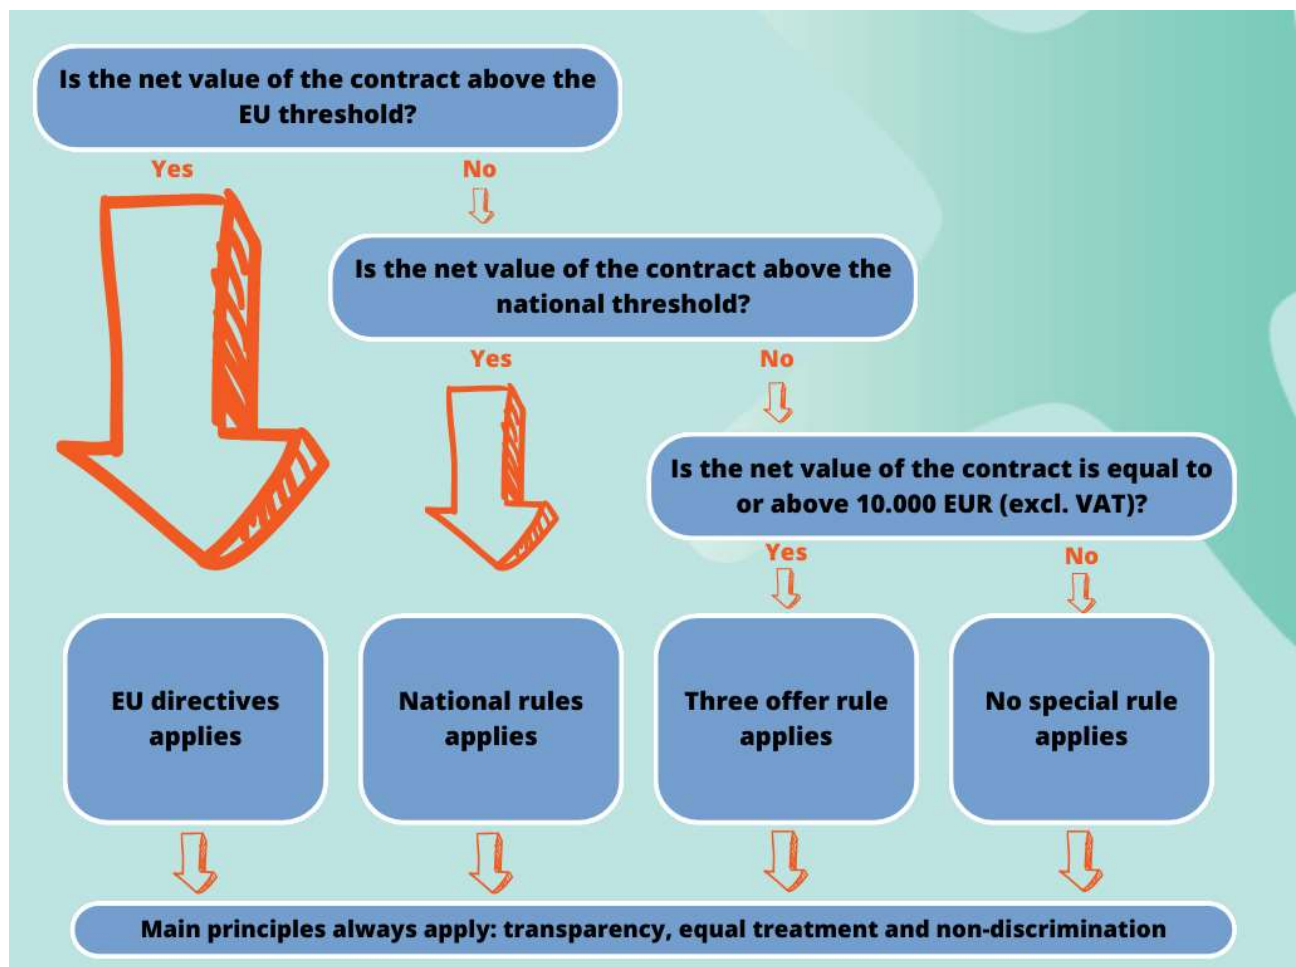 Is the net value of the contract above the
EU threshold?
Yes
No
Is the net value of the contract above the
national threshold?
Yes
No
Is the net value of the contract is equal to
or above 10.000 EUR (excl. VAT)?
Yes
No
EU directives
applies
National rules
applies
Three offer rule
applies
No special rule
applies
Main principles always apply: transparency, equal treatment and non-discrimination